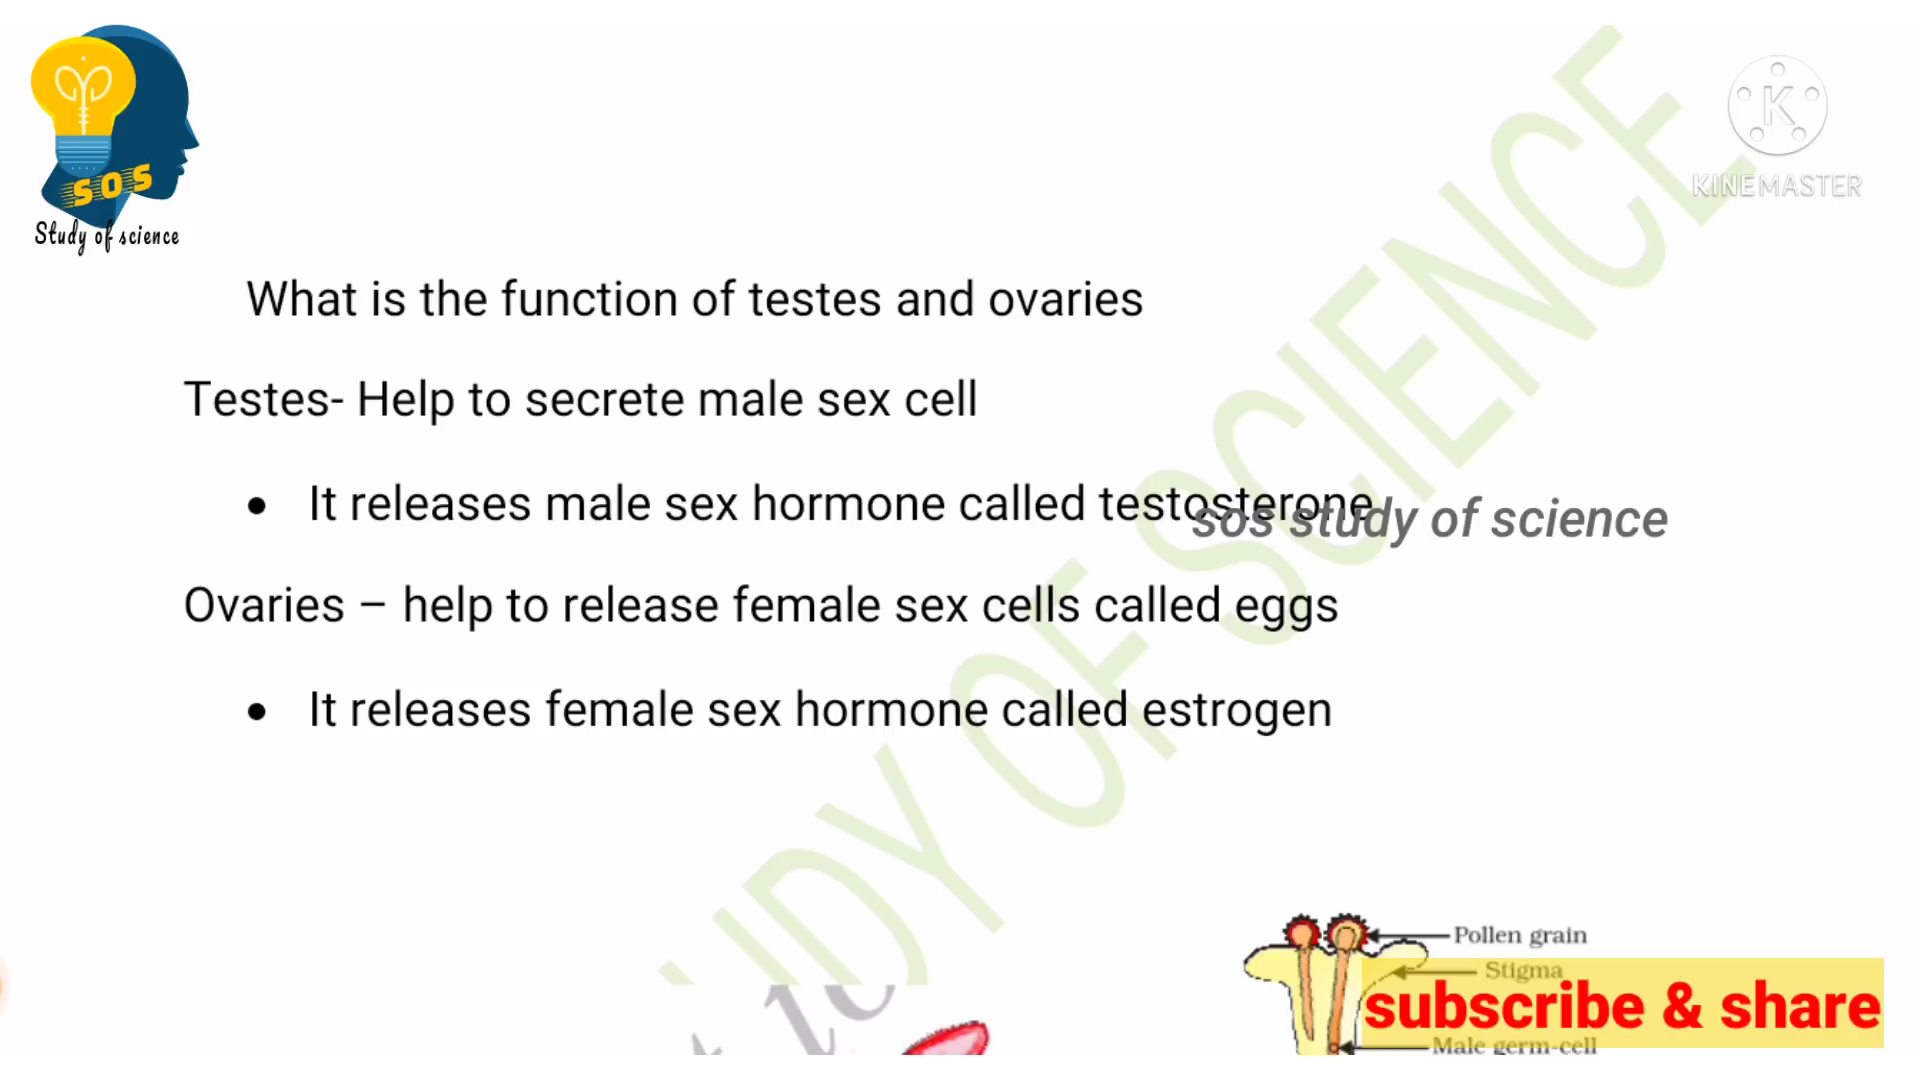 SOS
Study of science
K
KINEMASTER
What is the function of testes and ovaries
Testes- Help to secrete male sex cell
• It releases male sex hormone called testosterone
sos study of science
Ovaries – help to release female sex cells called eggs
• It releases female sex hormone called estrogen
STUDY OF SCIENCE
Pollen grain
Stigma
subscribe & share
Male germ-cell